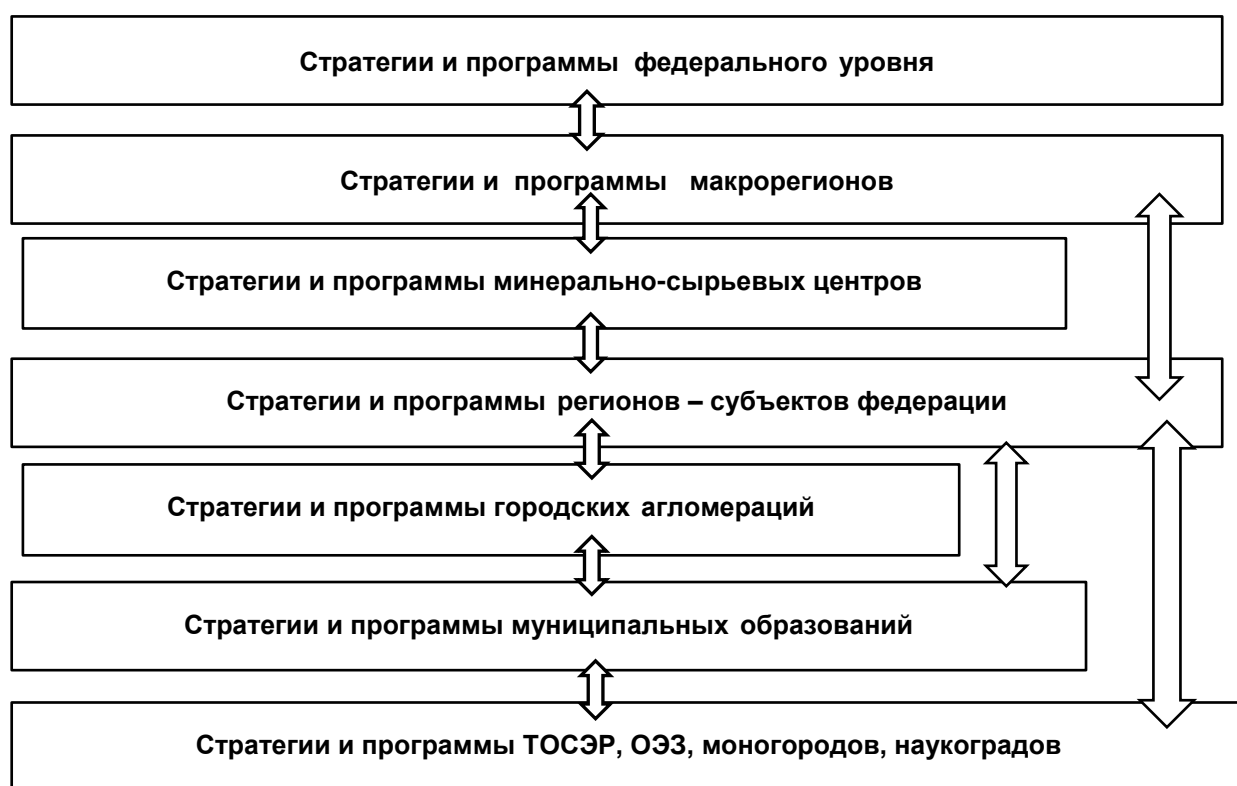 Стратегии и программы федерального уровня
Стратегии и программы макрорегионов
Стратегии и программы минерально-сырьевых центров
Стратегии и программы регионов – субъектов федерации
Стратегии и программы городских агломераций
Стратегии и программы муниципальных образований
Стратегии и программы ТОСЭР, ОЭЗ, моногородов, наукоградов